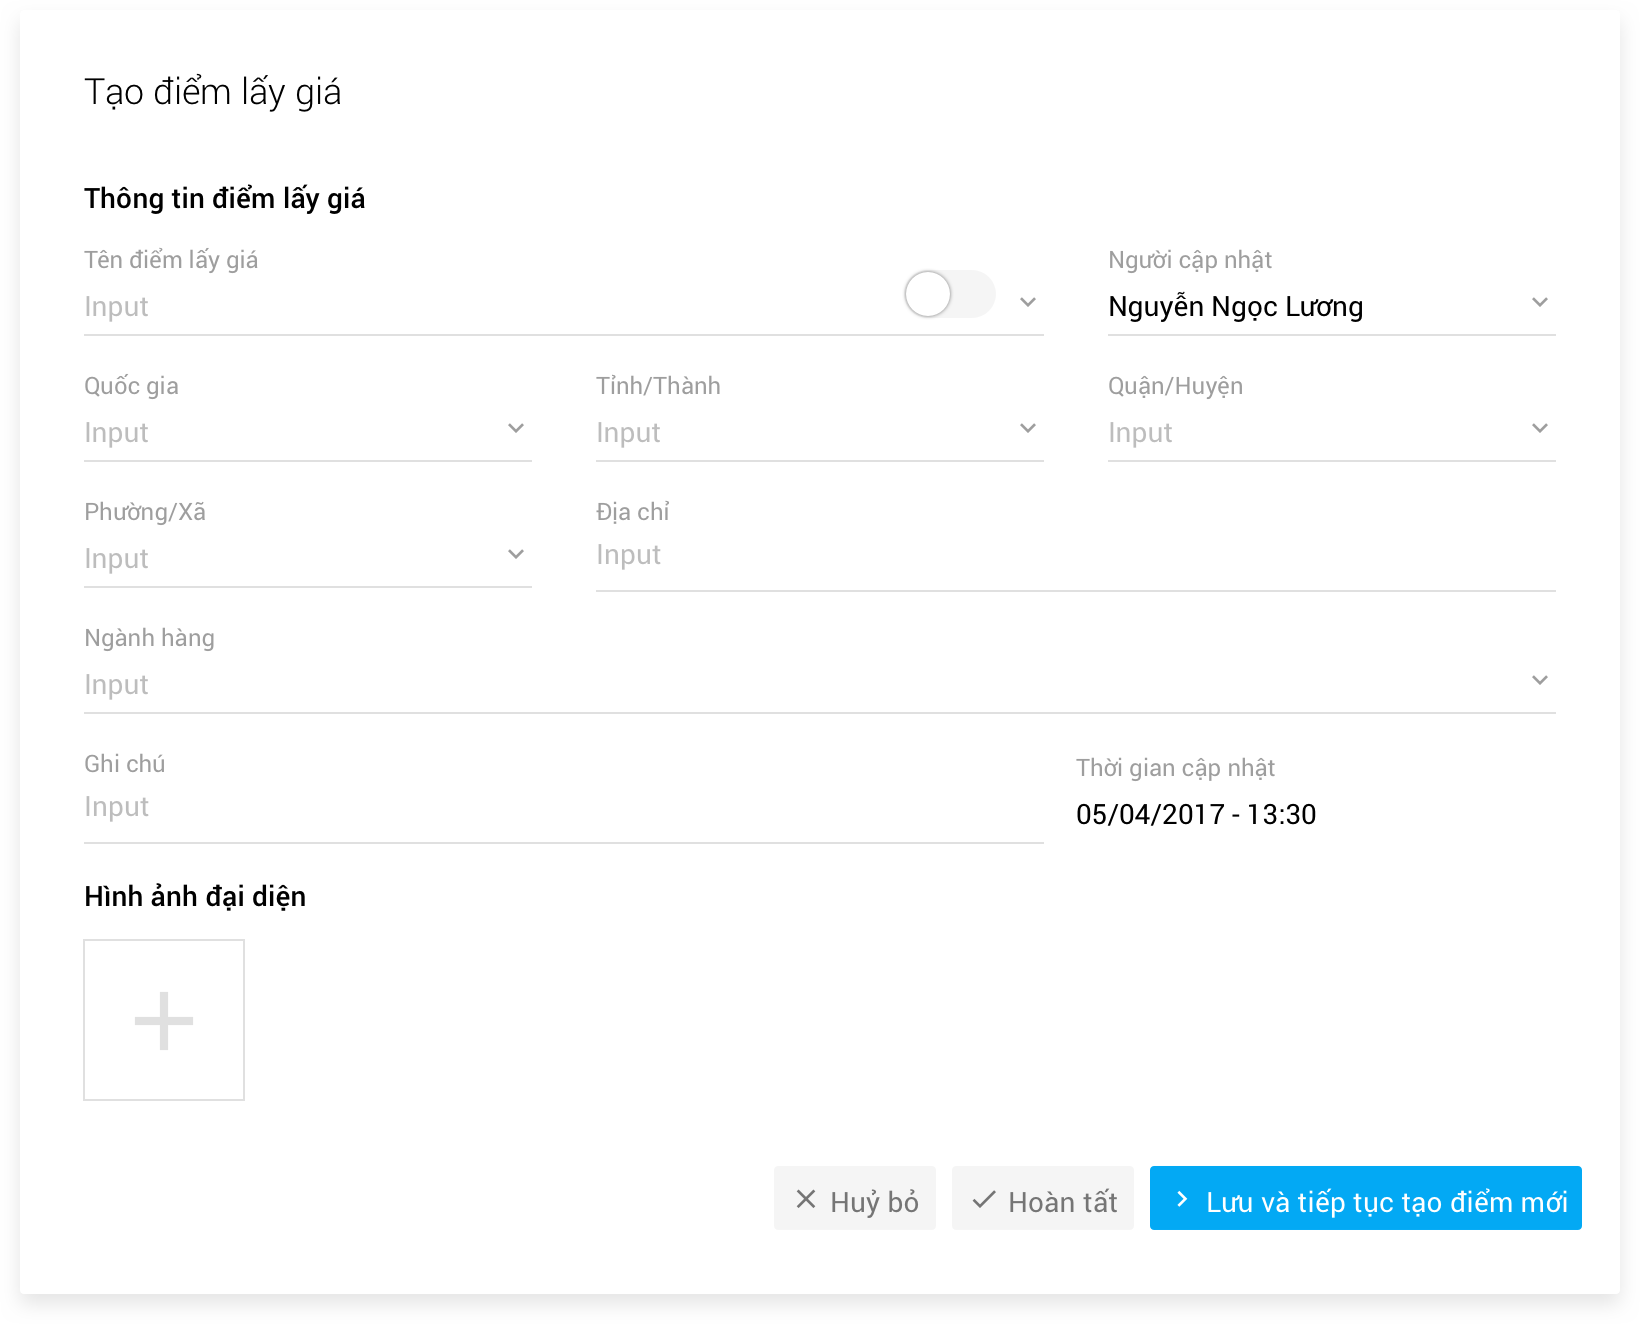 Tạo điểm lấy giá
Thông tin điểm lấy giá
Tên điểm lấy giá
Input
Người cập nhật
Nguyễn Ngọc Lương
Quốc gia
Input
Tỉnh/Thành
Input
Quận/Huyện
Input
Phường/Xã
Input
Địa chỉ
Input
Ngành hàng
Input
Ghi chú
Input
Thời gian cập nhật
05/04/2017 - 13:30
Hình ảnh đại diện
Huỷ bỏ
Hoàn tất
Lưu và tiếp tục tạo điểm mới